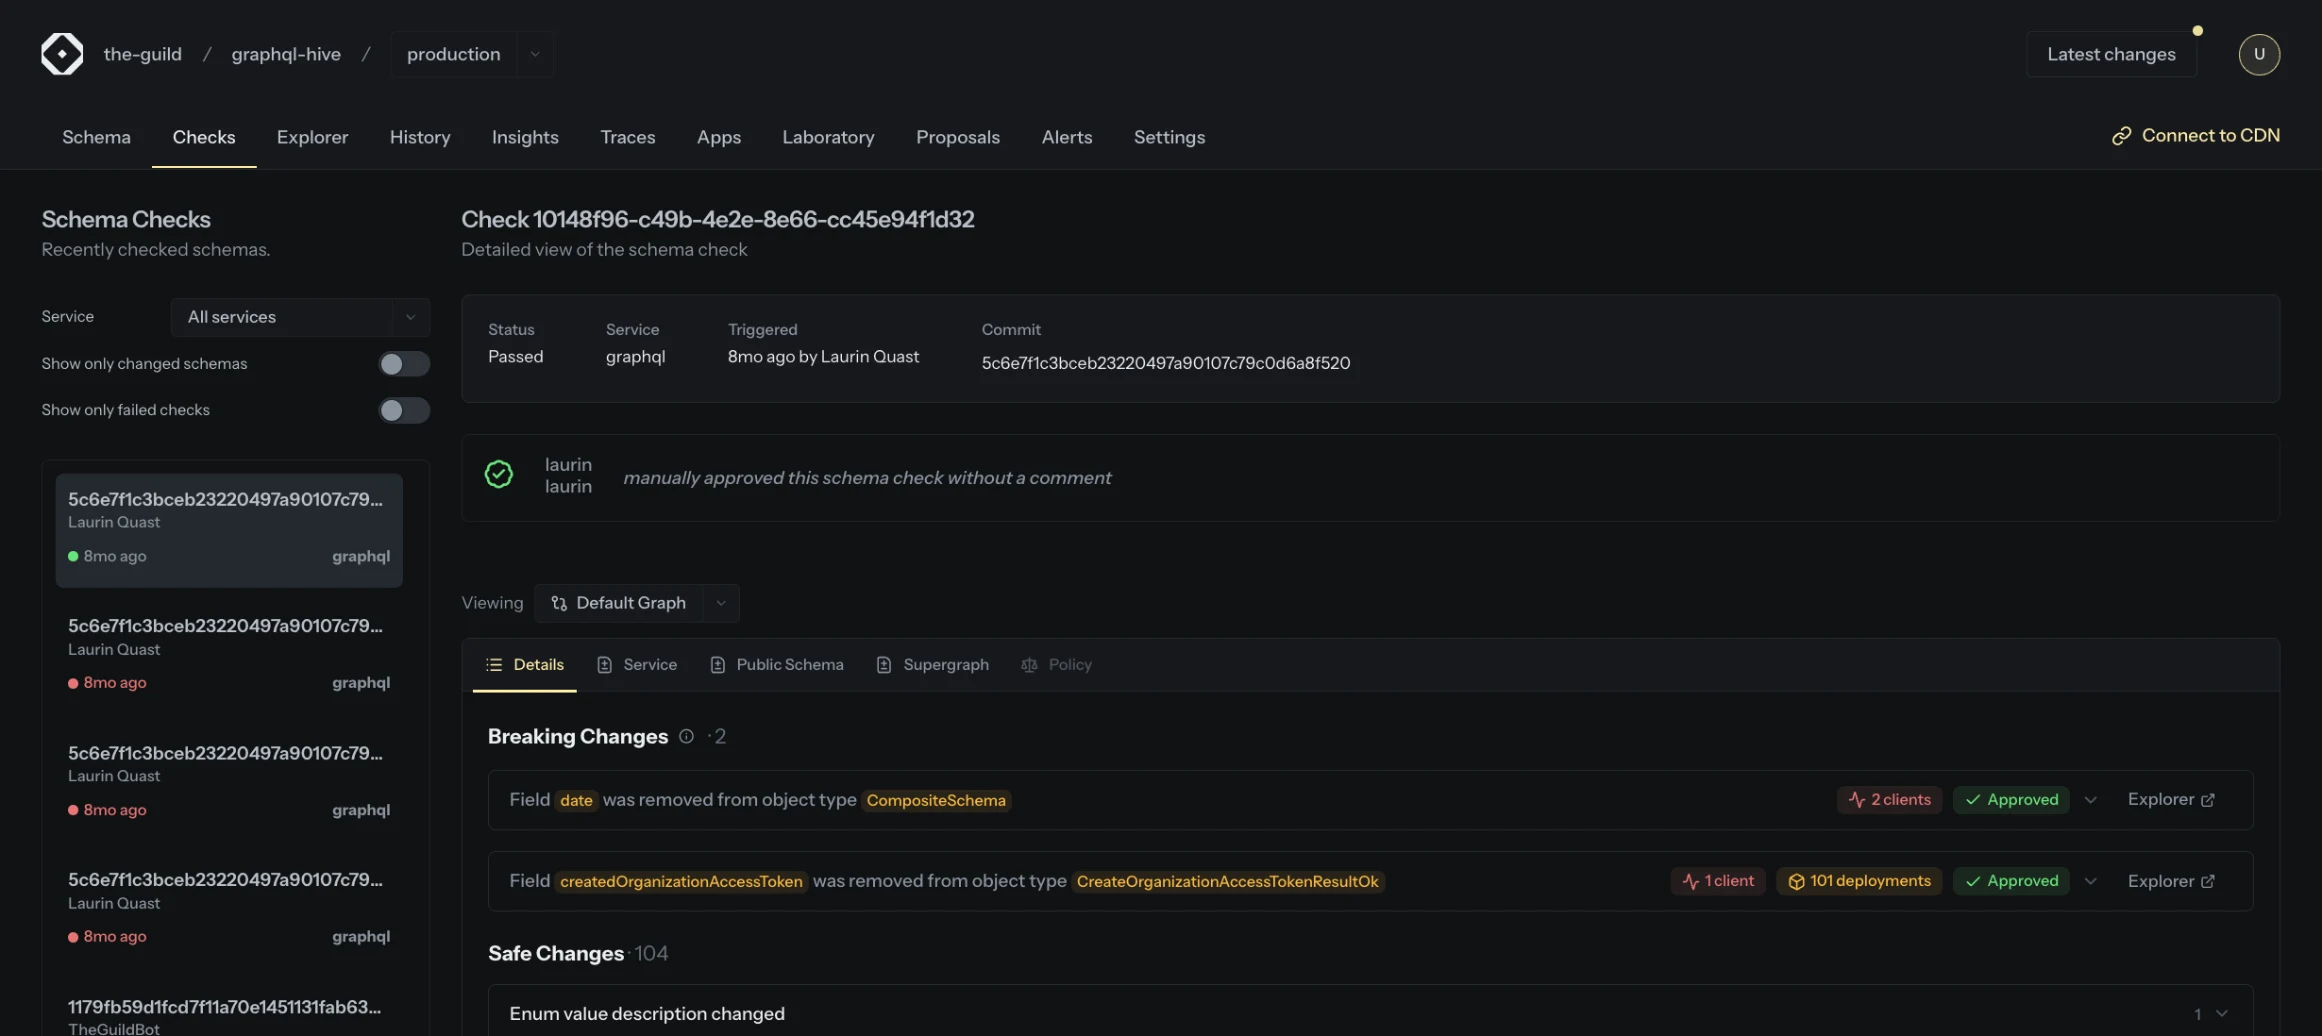 the-guild / graphql-hive / production
Latest changes
U
Schema Checks Explorer History Insights Traces Apps Laboratory Proposals Alerts Settings
Connect to CDN
Schema Checks
Recently checked schemas.
Service All services
Show only changed schemas
Show only failed checks
5c6e7f1c3bceb23220497a90107c79...
Laurin Quast
8mo ago graphql
5c6e7f1c3bceb23220497a90107c79...
Laurin Quast
8mo ago graphql
5c6e7f1c3bceb23220497a90107c79...
Laurin Quast
8mo ago graphql
5c6e7f1c3bceb23220497a90107c79...
Laurin Quast
8mo ago graphql
1179fb59d1fcd7f11a70e1451131fab63...
TheGuildBot
Check 10148f96-c49b-4e2e-8e66-cc45e94f1d32
Detailed view of the schema check
Status Service Triggered Commit
Passed graphql 8mo ago by Laurin Quast 5c6e7f1c3bceb23220497a90107c79c0d6a8f520
laurin
laurin
manually approved this schema check without a comment
Viewing Default Graph
Details Service Public Schema Supergraph Policy
Breaking Changes · 2
Field date was removed from object type CompositeSchema 2 clients Approved Explorer
Field createdOrganizationAccessToken was removed from object type CreateOrganizationAccessTokenResultOk 1 client 101 deployments Approved Explorer
Safe Changes · 104
Enum value description changed 1